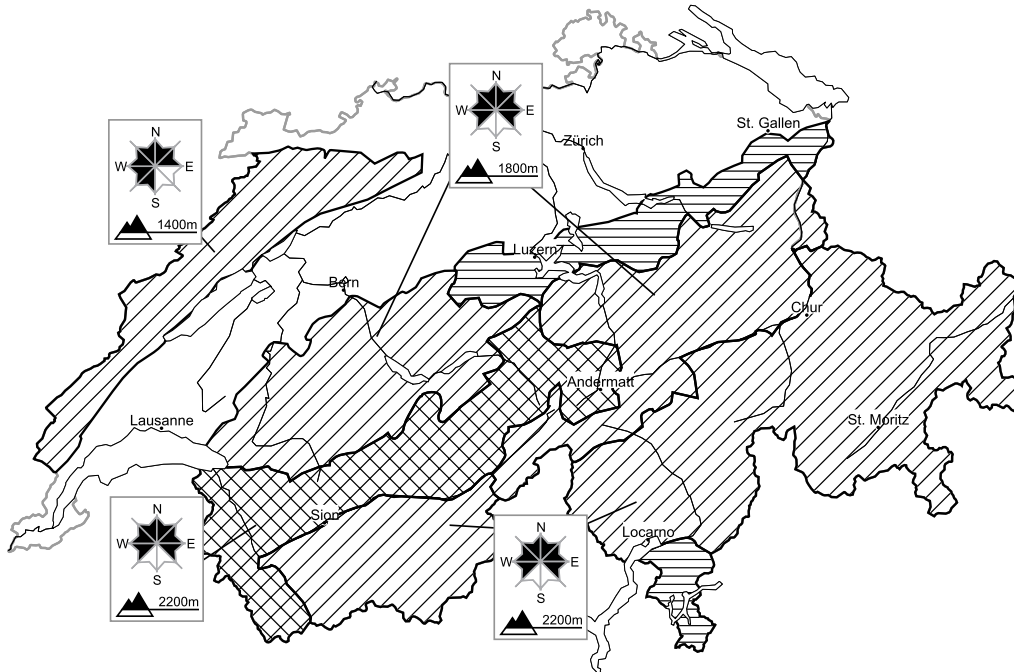 N
W E
S
1800m
St. Gallen
Zürich
N
W E
S
1400m
Luzern
Bern
Chur
Andermatt
Lausanne
St. Moritz
Sion
N
W E
S
2200m
N
W E
S
2200m
Locarno